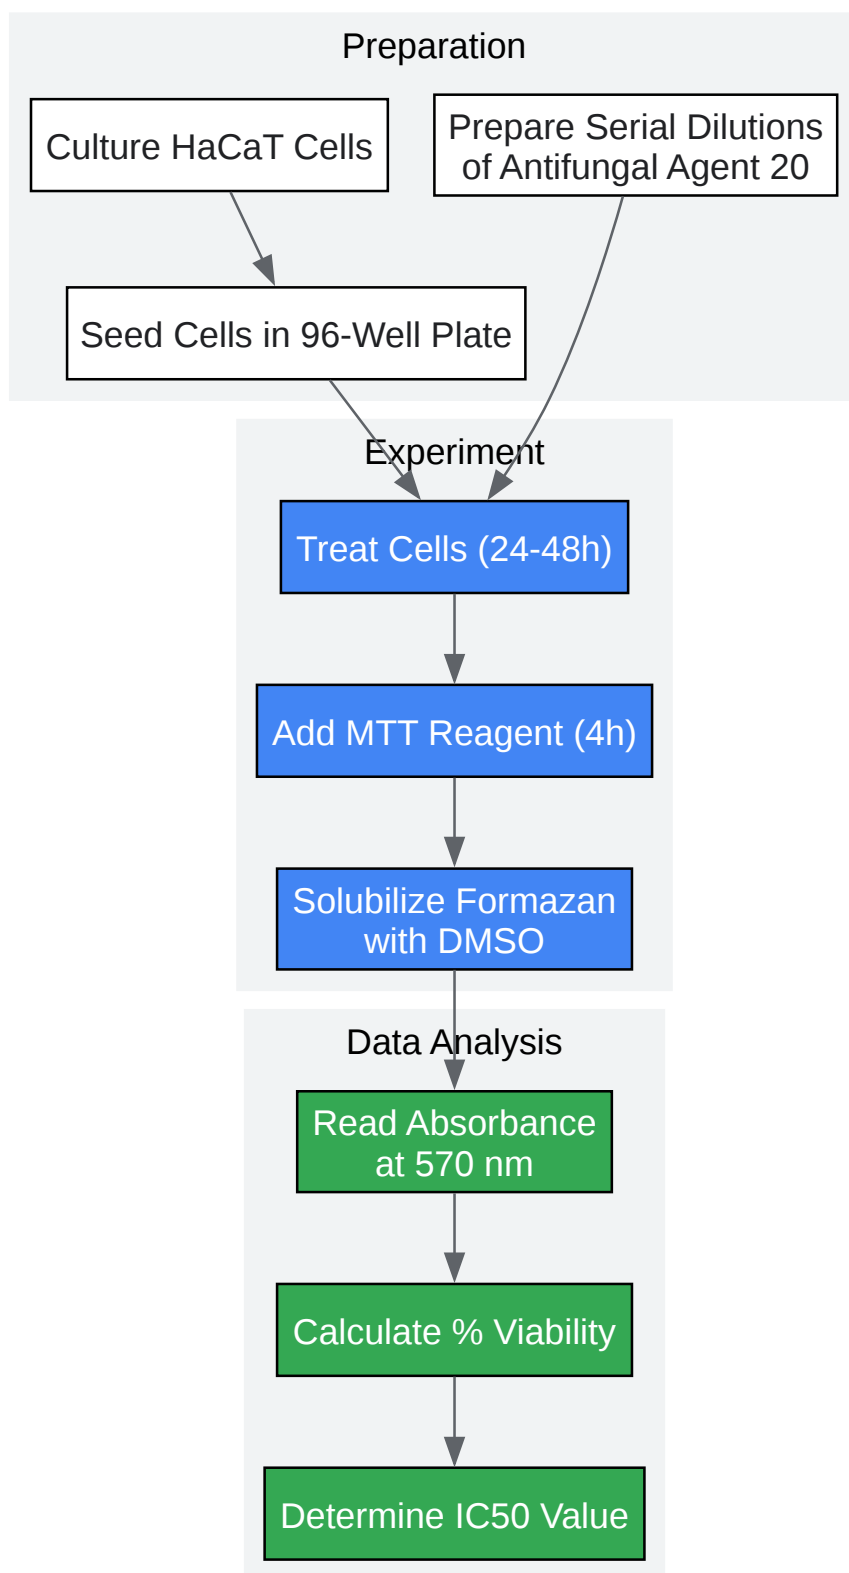 Preparation
Culture HaCaT Cells
Prepare Serial Dilutions
of Antifungal Agent 20
Seed Cells in 96-Well Plate
Experiment
Treat Cells (24-48h)
Add MTT Reagent (4h)
Solubilize Formazan
with DMSO
Data Analysis
Read Absorbance
at 570 nm
Calculate % Viability
Determine IC50 Value